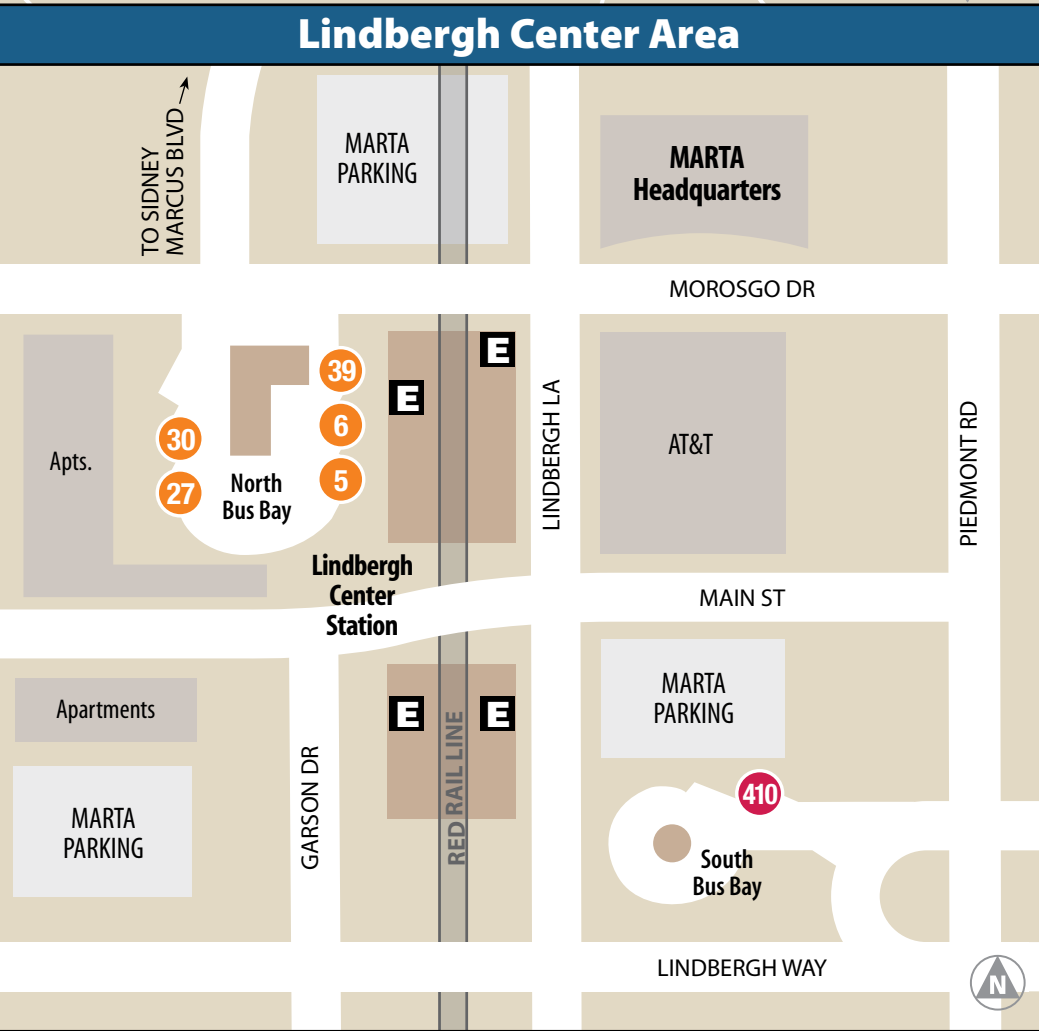 Lindbergh Center Area
TO SIDNEY
MARCUS BLVD
MARTA
PARKING
MARTA
Headquarters
MOROSGO DR
E
39
E
6
30
Apts.
AT&T
5
27
North
Bus Bay
LINDBERGH LA
PIEDMONT RD
Lindbergh
Center
Station
MAIN ST
Apartments
E
E
MARTA
PARKING
RED RAIL LINE
GARSON DR
MARTA
PARKING
410
South
Bus Bay
LINDBERGH WAY
N